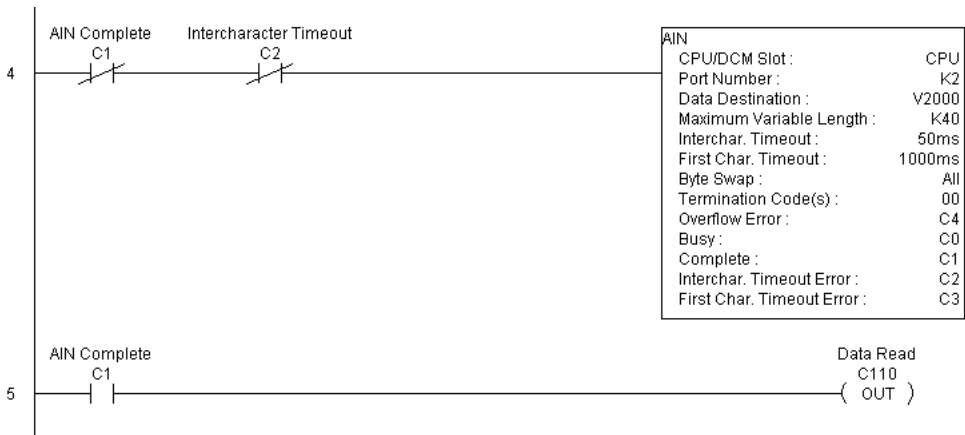 AIN Complete Intercharacter Timeout
C1 C2
4
AIN
CPU/DCM Slot : CPU
Port Number : K2
Data Destination : V2000
Maximum Variable Length : K40
Interchar. Timeout : 50ms
First Char. Timeout : 1000ms
Byte Swap : All
Termination Code(s) : 00
Overflow Error : C4
Busy : C0
Complete : C1
Interchar. Timeout Error : C2
First Char. Timeout Error : C3
AIN Complete Data Read
C1 C110
5 ( OUT )